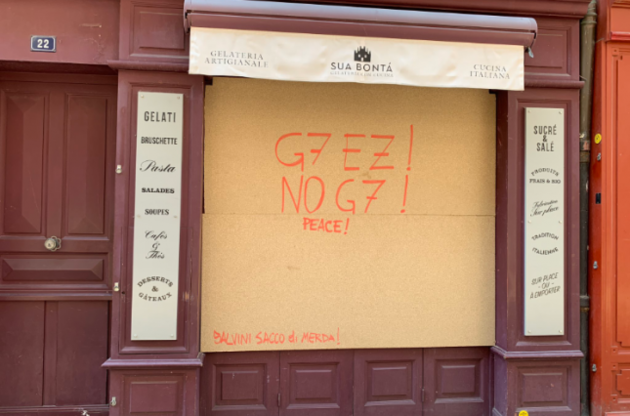 22
GELATERIA
ARTIGIANALE
SUA BONTÁ
CUCINA
ITALIANA
GELATI
BRUSCHETTE
Pasta
SALADES
SOUPES
Cafés
&
Thés
DESSERTS
&
GÂTEAUX
G7 EZ!
NO G7!
PEACE!
SALVINI SACCO di MERDA!
SUCRÉ
&
SALÉ
PRODUITS
FRAIS & BIO
Fabrication
Sur place
TRADITION
ITALIENNE
SUR PLACE
OU
À EMPORTER